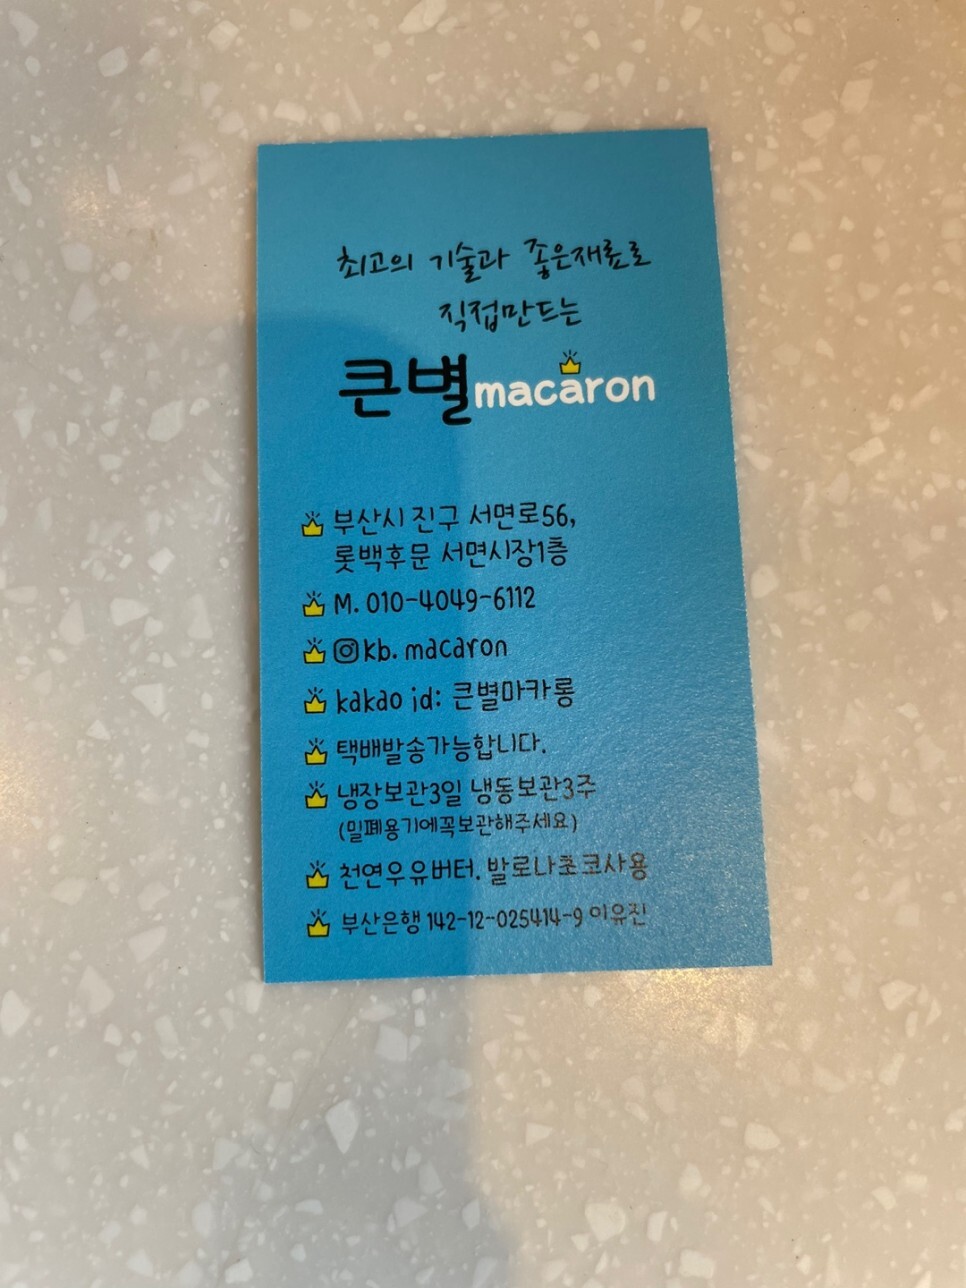 최고의 기술과 좋은재료로
직접만드는
큰별macaron
부산시 진구 서면로56,
롯백후문 서면시장1층
M. 010-4049-6112
kb. macaron
kakao id: 큰별마카롱
택배발송가능합니다.
냉장보관3일 냉동보관3주
(밀폐용기에꼭보관해주세요)
천연우유버터. 발로나초코사용
부산은행 142-12-025414-9 이유진